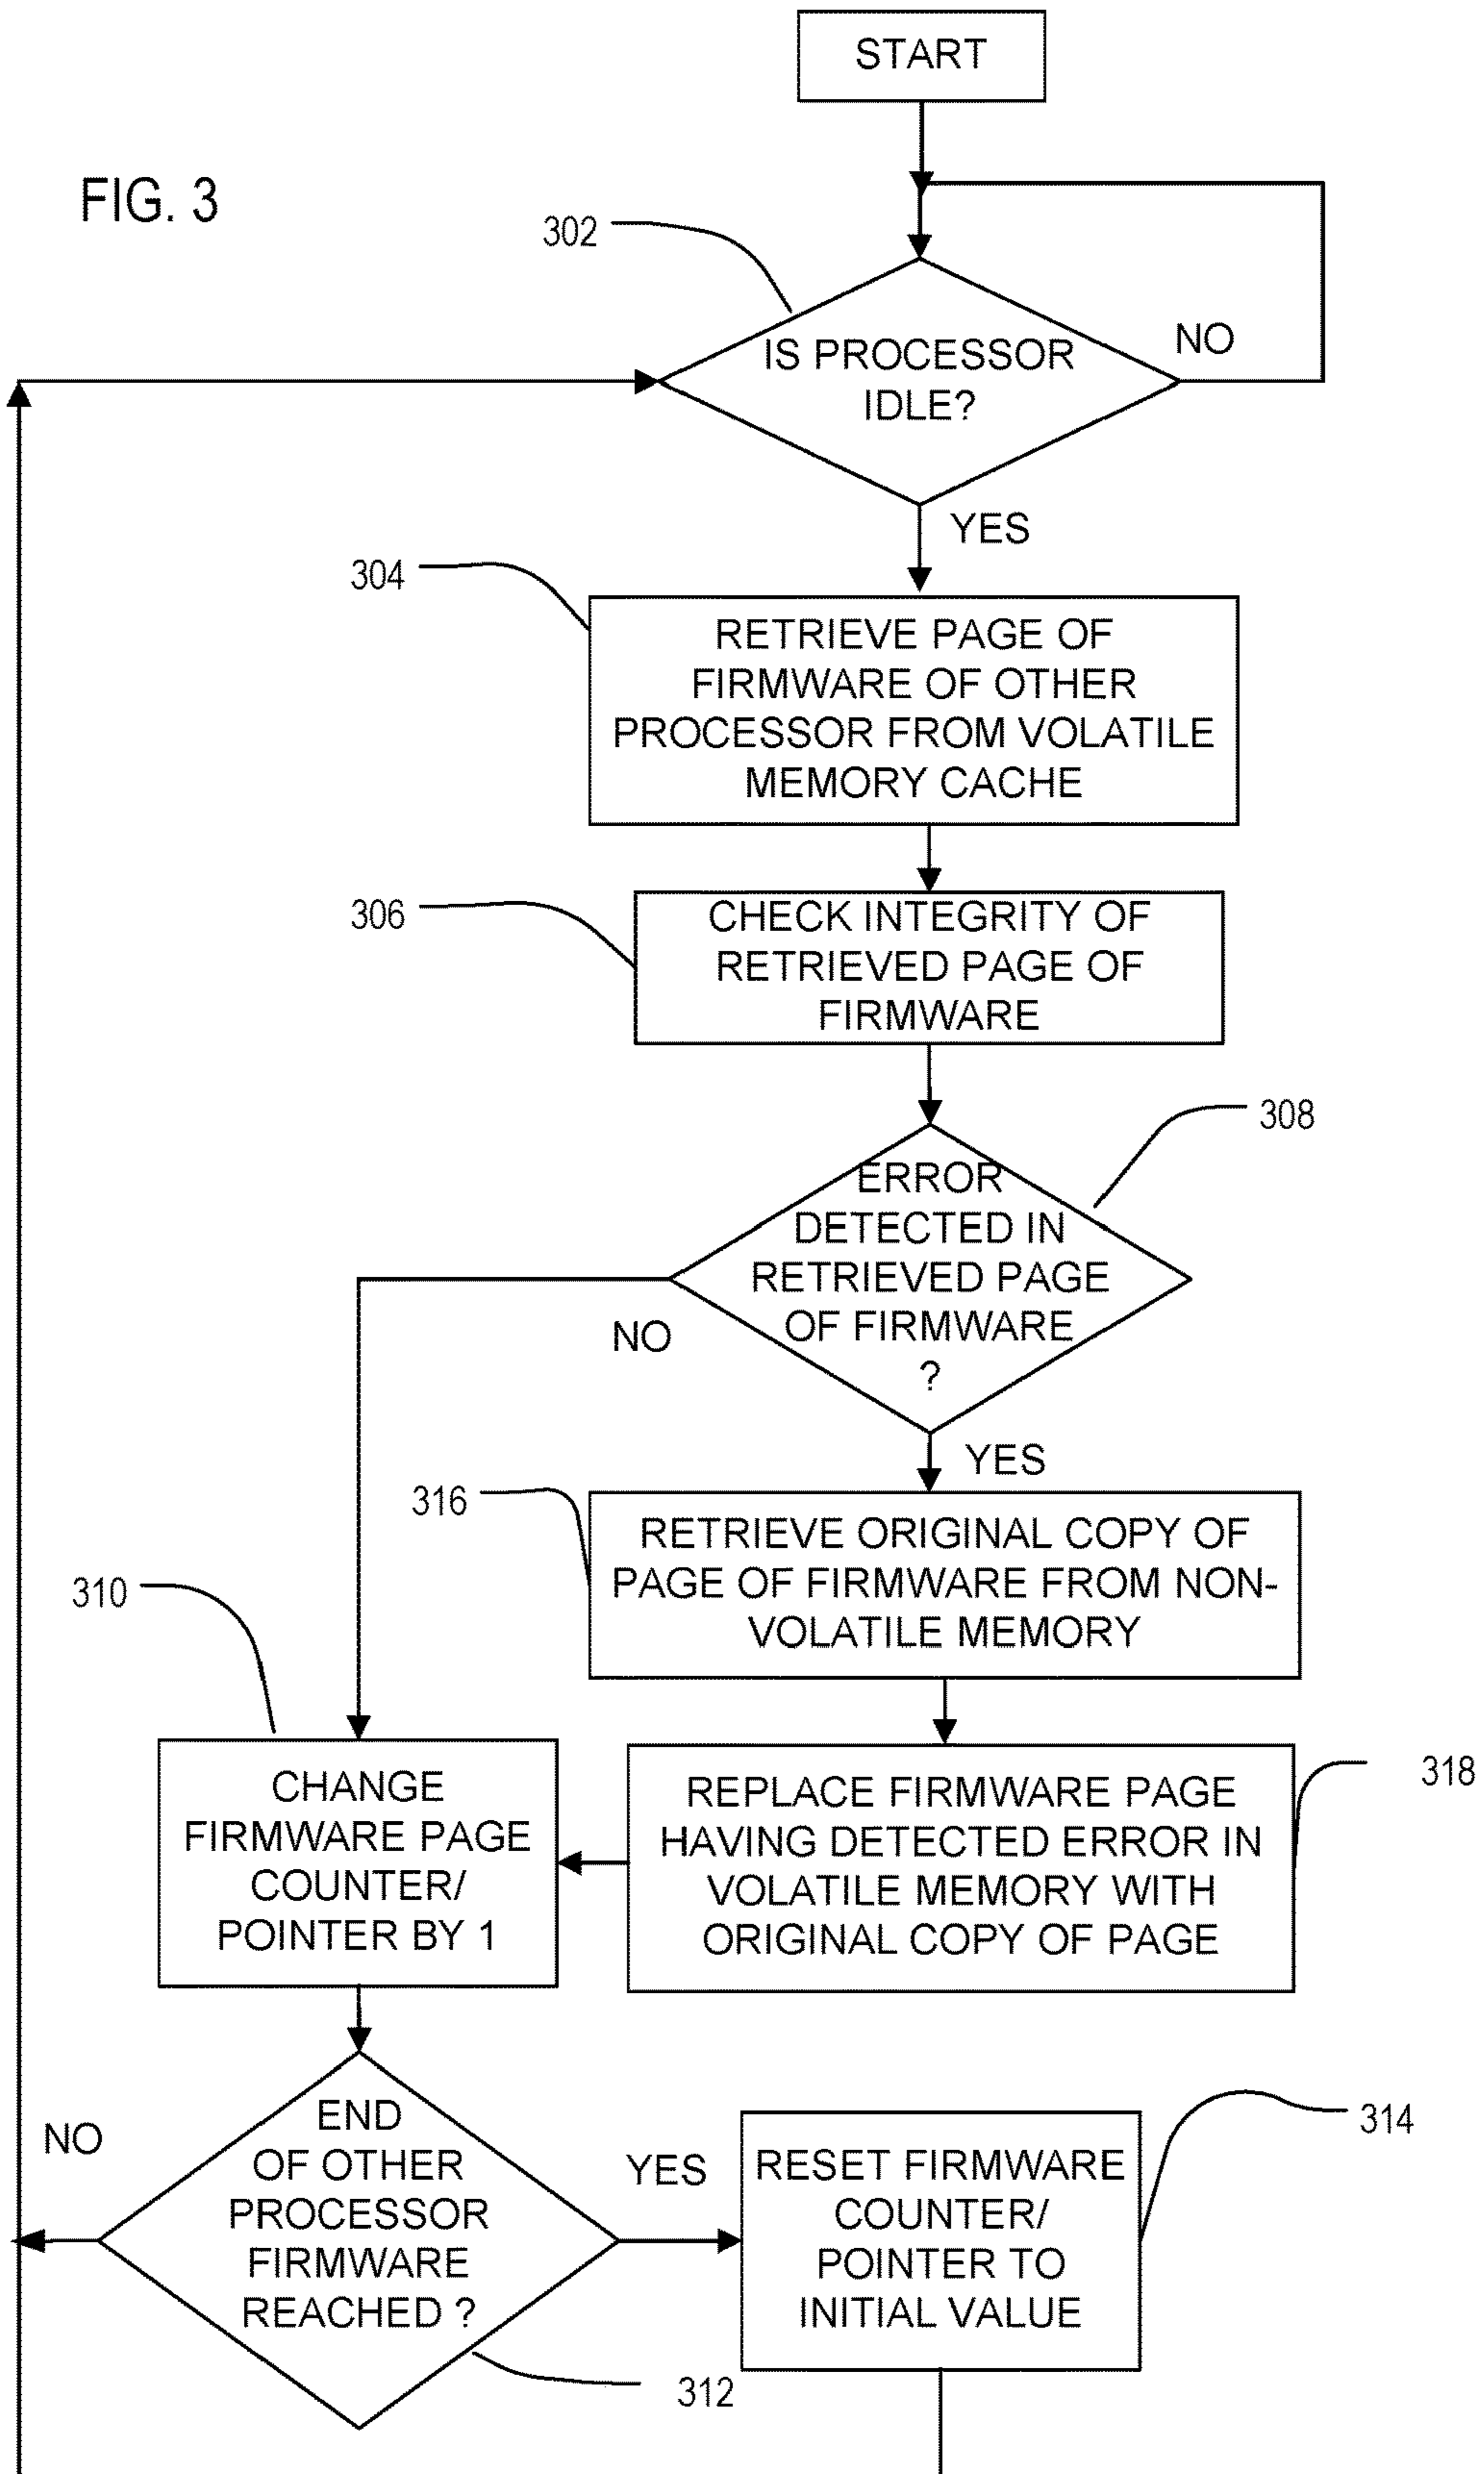 START
FIG. 3
302
IS PROCESSOR
IDLE?
NO
YES
304
RETRIEVE PAGE OF
FIRMWARE OF OTHER
PROCESSOR FROM VOLATILE
MEMORY CACHE
306
CHECK INTEGRITY OF
RETRIEVED PAGE OF
FIRMWARE
308
ERROR
DETECTED IN
RETRIEVED PAGE
OF FIRMWARE
?
NO
YES
316
RETRIEVE ORIGINAL COPY OF
PAGE OF FIRMWARE FROM NON-
VOLATILE MEMORY
310
CHANGE
FIRMWARE PAGE
COUNTER/
POINTER BY 1
REPLACE FIRMWARE PAGE
HAVING DETECTED ERROR IN
VOLATILE MEMORY WITH
ORIGINAL COPY OF PAGE
318
NO
END
OF OTHER
PROCESSOR
FIRMWARE
REACHED ?
YES
312
RESET FIRMWARE
COUNTER/
POINTER TO
INITIAL VALUE
314